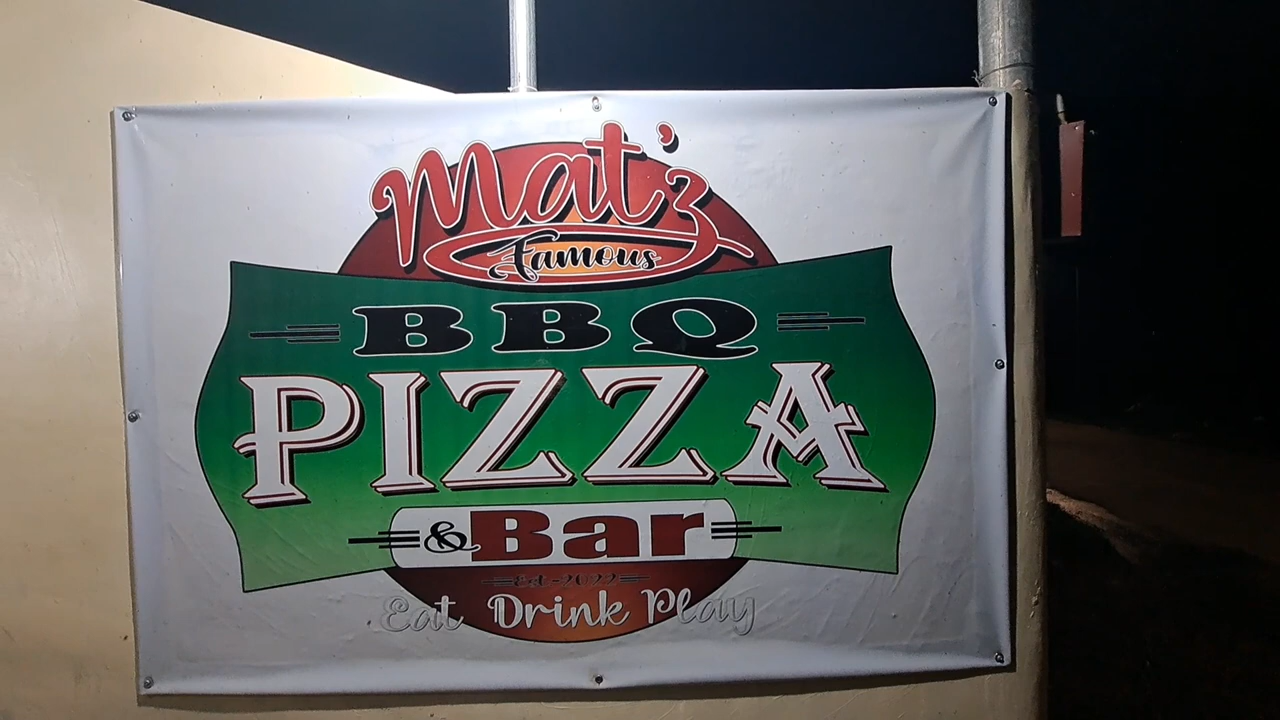 Mat'z
Famous
BBQ
PIZZA
& Bar
Est-2022
Eat Drink Play